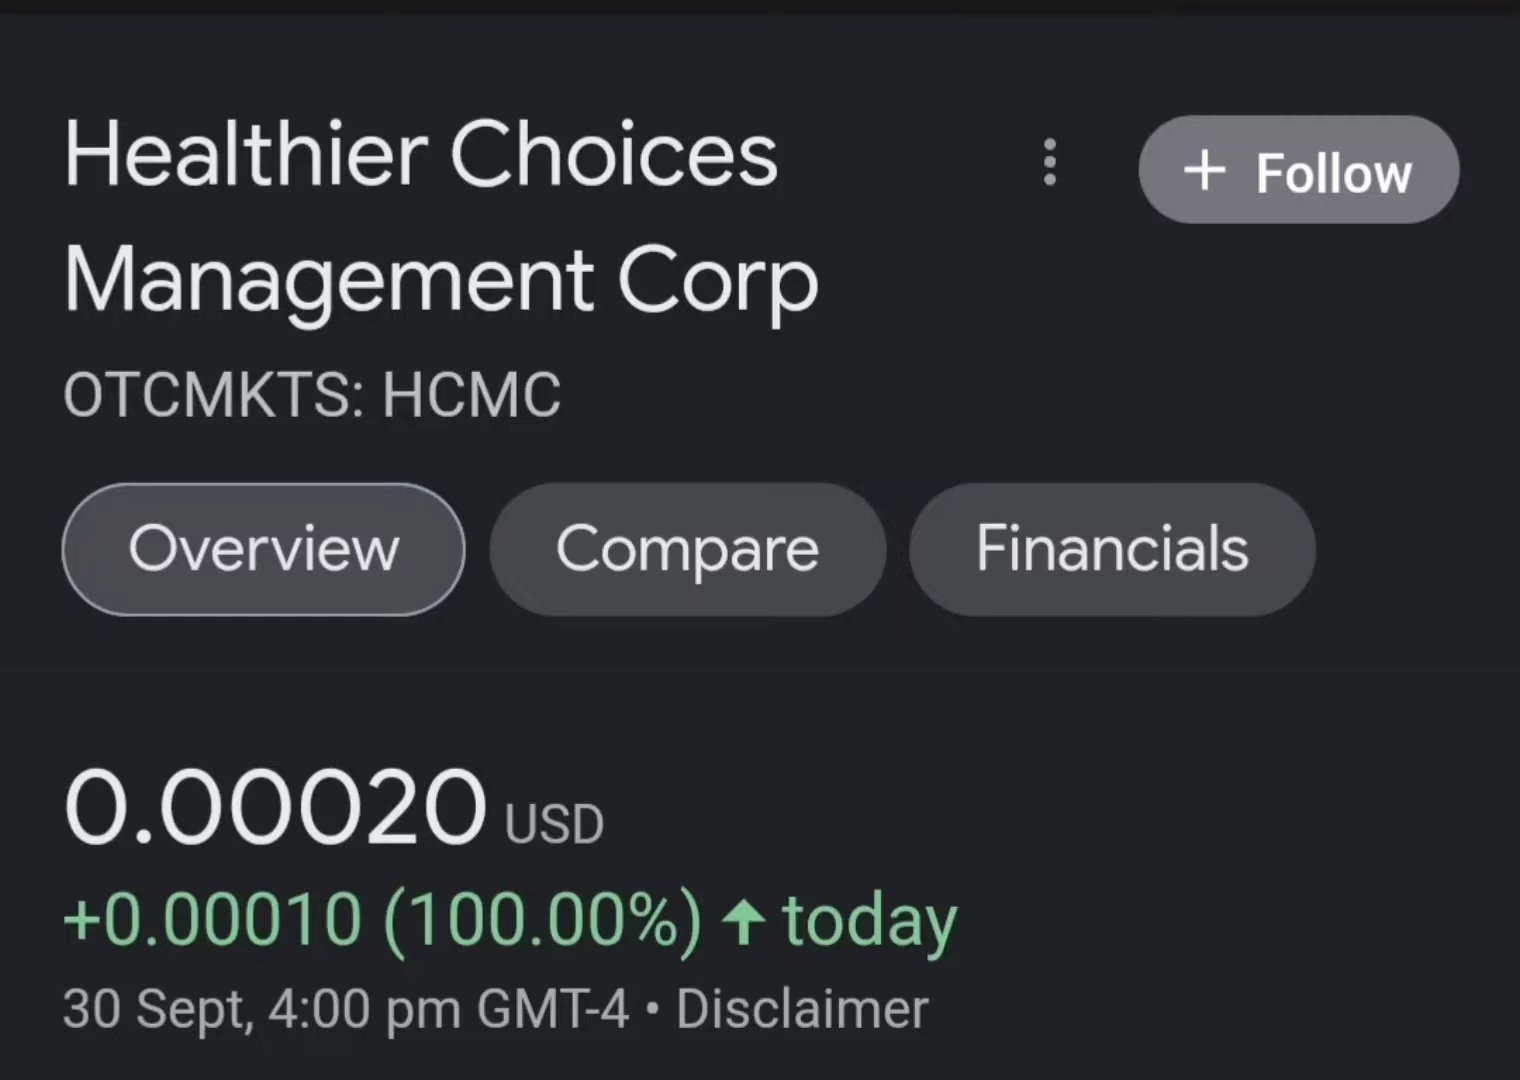 Healthier Choices
Management Corp
+ Follow
OTCMKTS: HCMC
Overview Compare Financials
0.00020 USD
+0.00010 (100.00%) ↑ today
30 Sept, 4:00 pm GMT-4 • Disclaimer